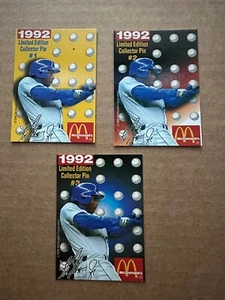 1992
Limited Edition
Collector Pin
#1
1992
Limited Edition
Collector Pin
#2
McDonald's
1992
Limited Edition
Collector Pin
#3
McDonald's